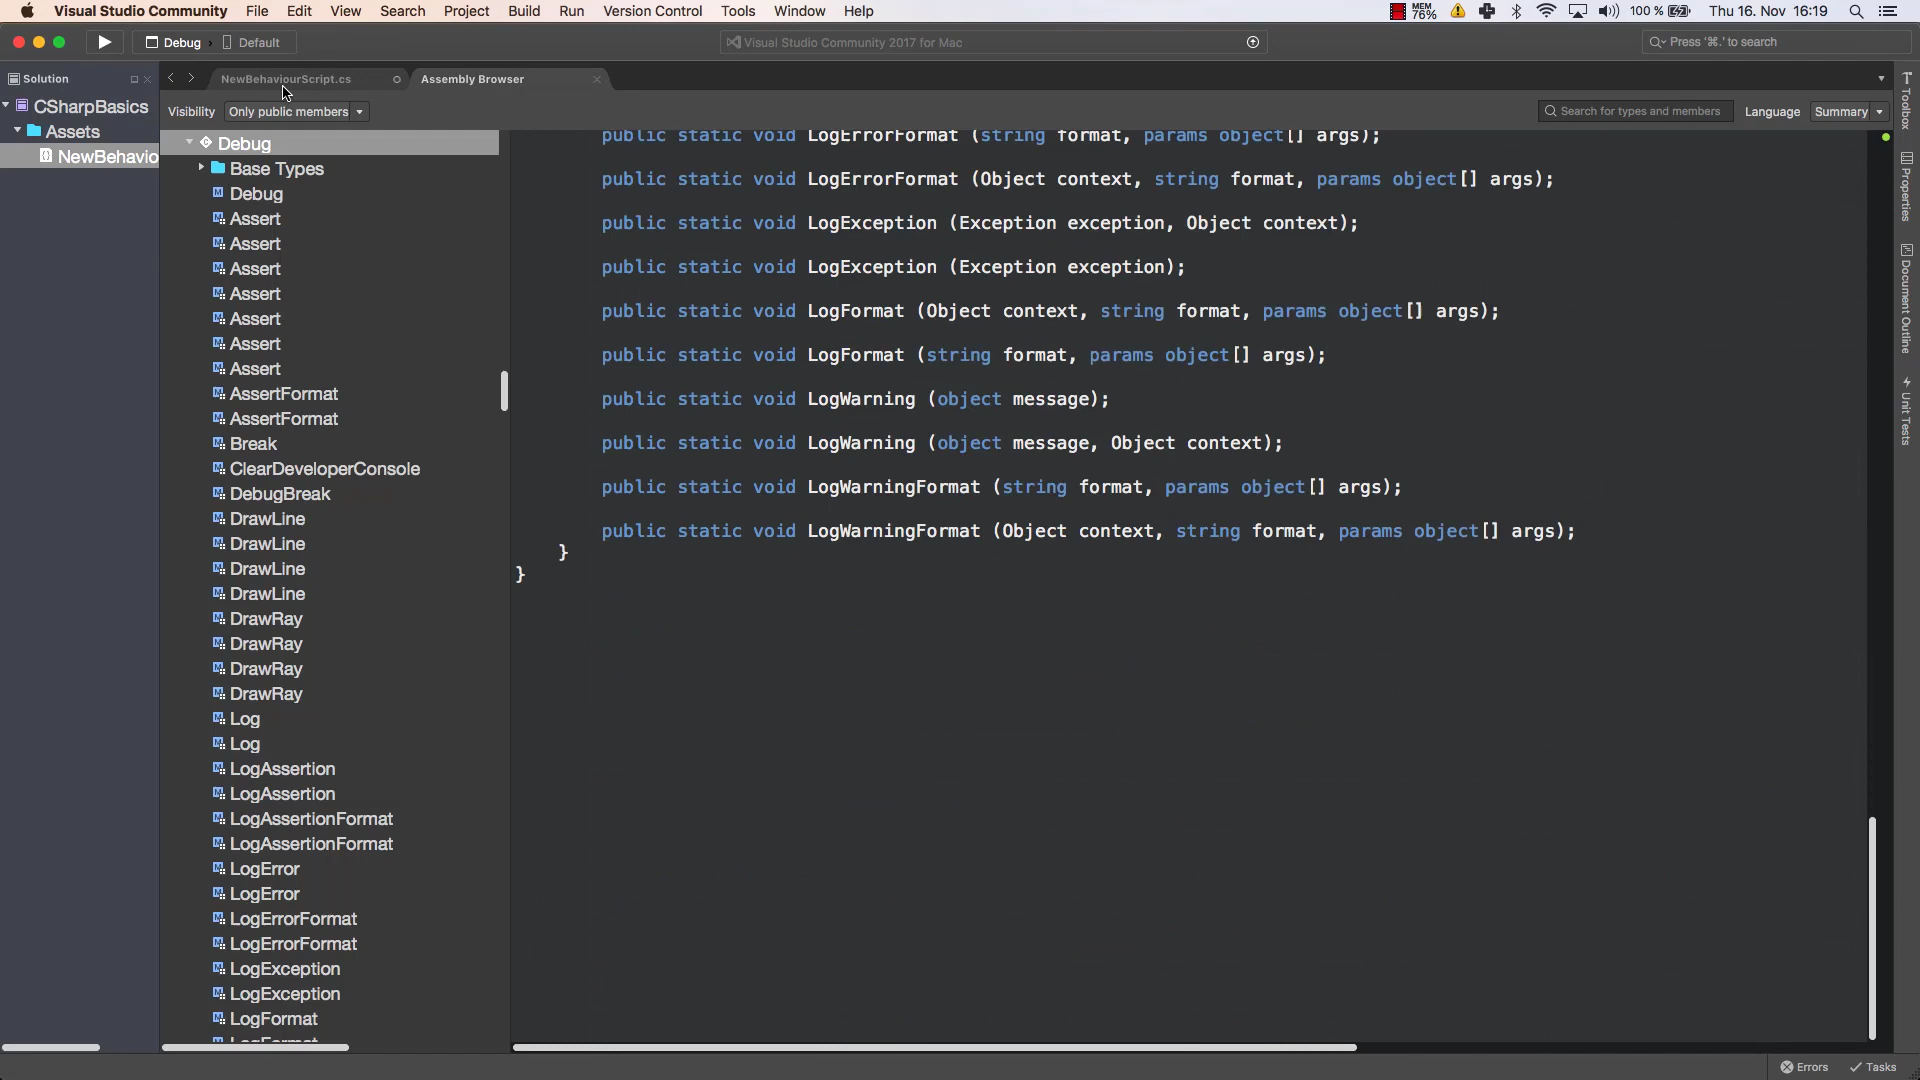 Visual Studio Community File Edit View Search Project Build Run Version Control Tools Window Help MEM 76% 100 % Thu 16. Nov 16:19
Debug Default Visual Studio Community 2017 for Mac Press '⌘.' to search
Solution NewBehaviourScript.cs Assembly Browser
Visibility Only public members Search for types and members Language Summary
CSharpBasics
Assets
NewBehavio
Debug
Base Types
Debug
Assert
Assert
Assert
Assert
Assert
Assert
Assert
AssertFormat
AssertFormat
Break
ClearDeveloperConsole
DebugBreak
DrawLine
DrawLine
DrawLine
DrawLine
DrawRay
DrawRay
DrawRay
DrawRay
Log
Log
LogAssertion
LogAssertion
LogAssertionFormat
LogAssertionFormat
LogError
LogError
LogErrorFormat
LogErrorFormat
LogException
LogException
LogFormat
LogFormat
public static void LogErrorFormat (string format, params object[] args);
public static void LogErrorFormat (Object context, string format, params object[] args);
public static void LogException (Exception exception, Object context);
public static void LogException (Exception exception);
public static void LogFormat (Object context, string format, params object[] args);
public static void LogFormat (string format, params object[] args);
public static void LogWarning (object message);
public static void LogWarning (object message, Object context);
public static void LogWarningFormat (string format, params object[] args);
public static void LogWarningFormat (Object context, string format, params object[] args);
}
}
Toolbox
Properties
Document Outline
Unit Tests
Errors Tasks